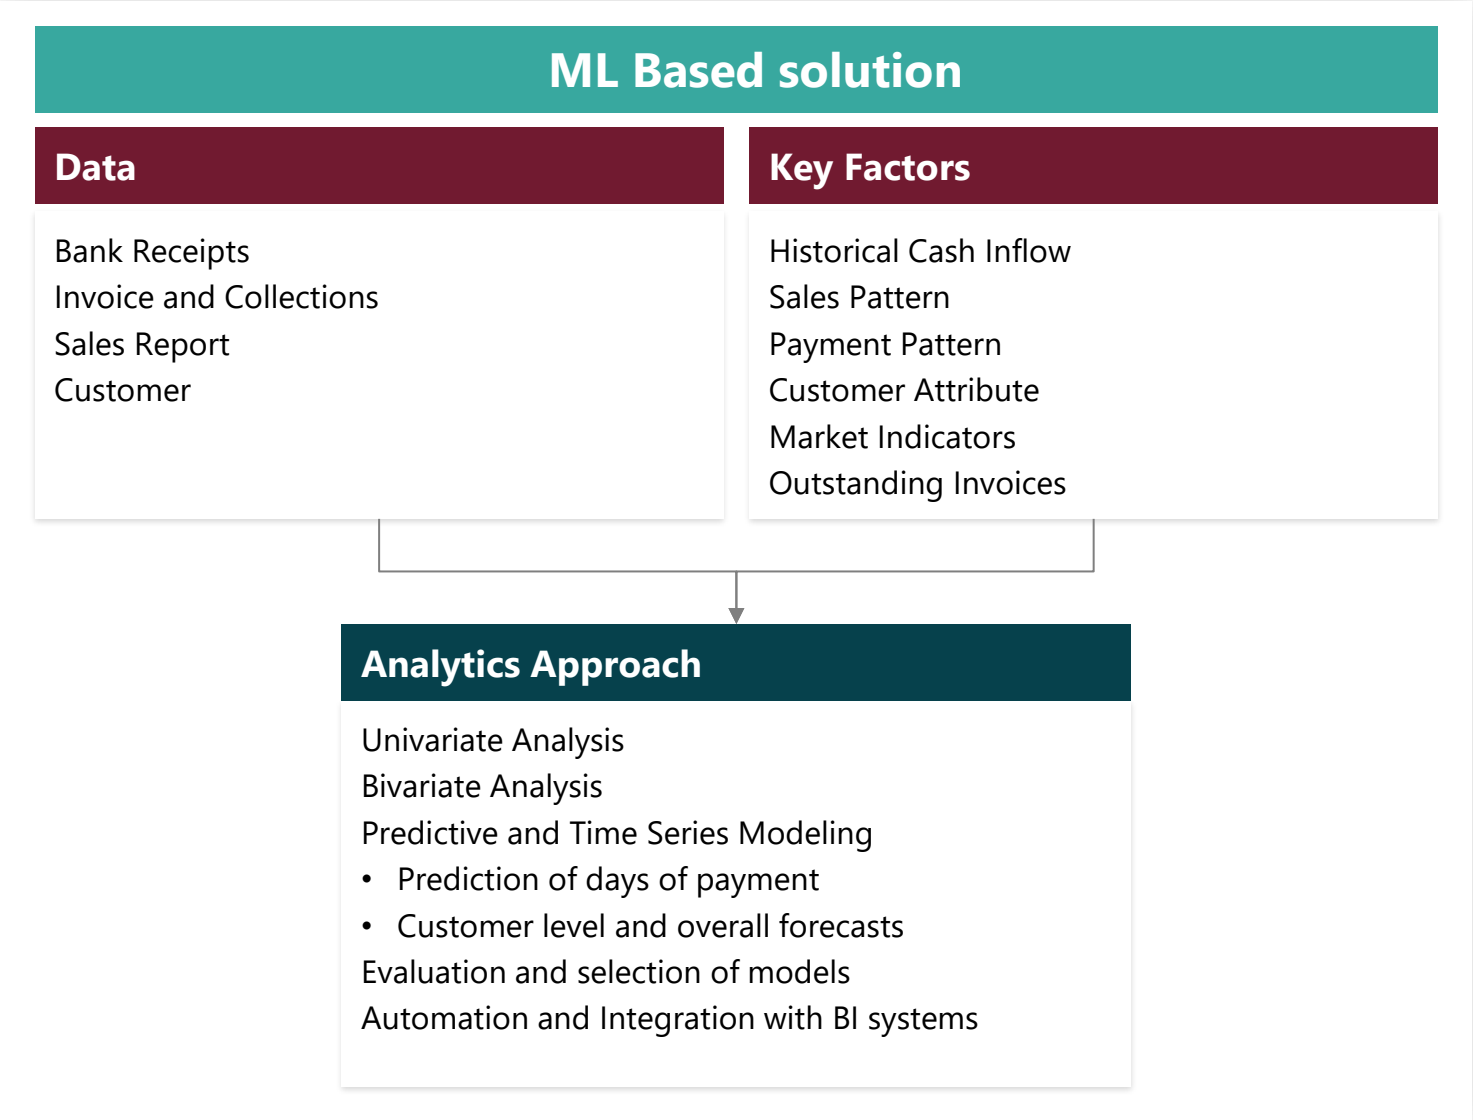 ML Based solution
Data
Bank Receipts
Invoice and Collections
Sales Report
Customer
Key Factors
Historical Cash Inflow
Sales Pattern
Payment Pattern
Customer Attribute
Market Indicators
Outstanding Invoices
Analytics Approach
Univariate Analysis
Bivariate Analysis
Predictive and Time Series Modeling
• Prediction of days of payment
• Customer level and overall forecasts
Evaluation and selection of models
Automation and Integration with BI systems